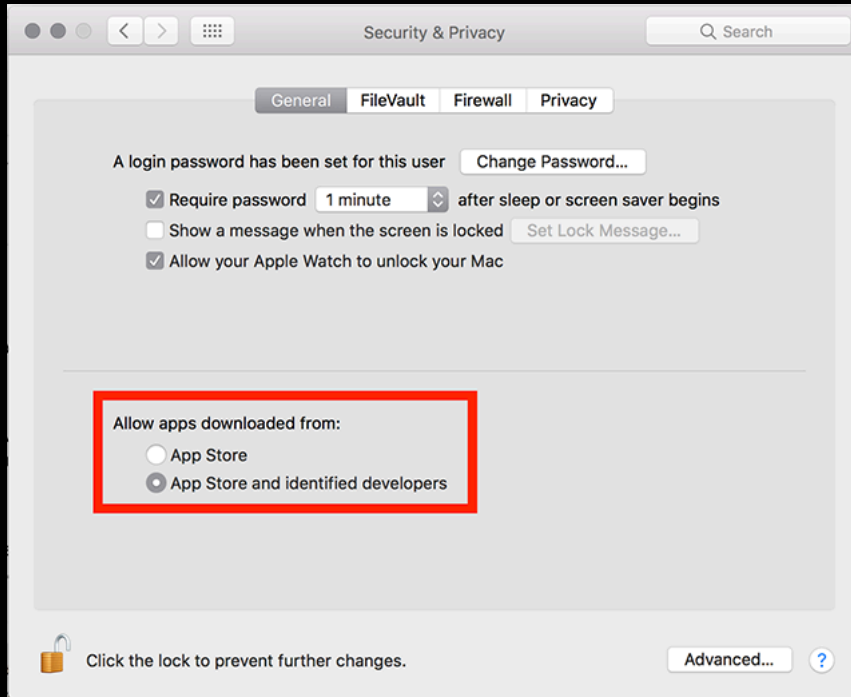 Security & Privacy
Search
General FileVault Firewall Privacy
A login password has been set for this user Change Password...
Require password 1 minute after sleep or screen saver begins
Show a message when the screen is locked Set Lock Message...
Allow your Apple Watch to unlock your Mac
Allow apps downloaded from:
App Store
App Store and identified developers
Click the lock to prevent further changes. Advanced... ?